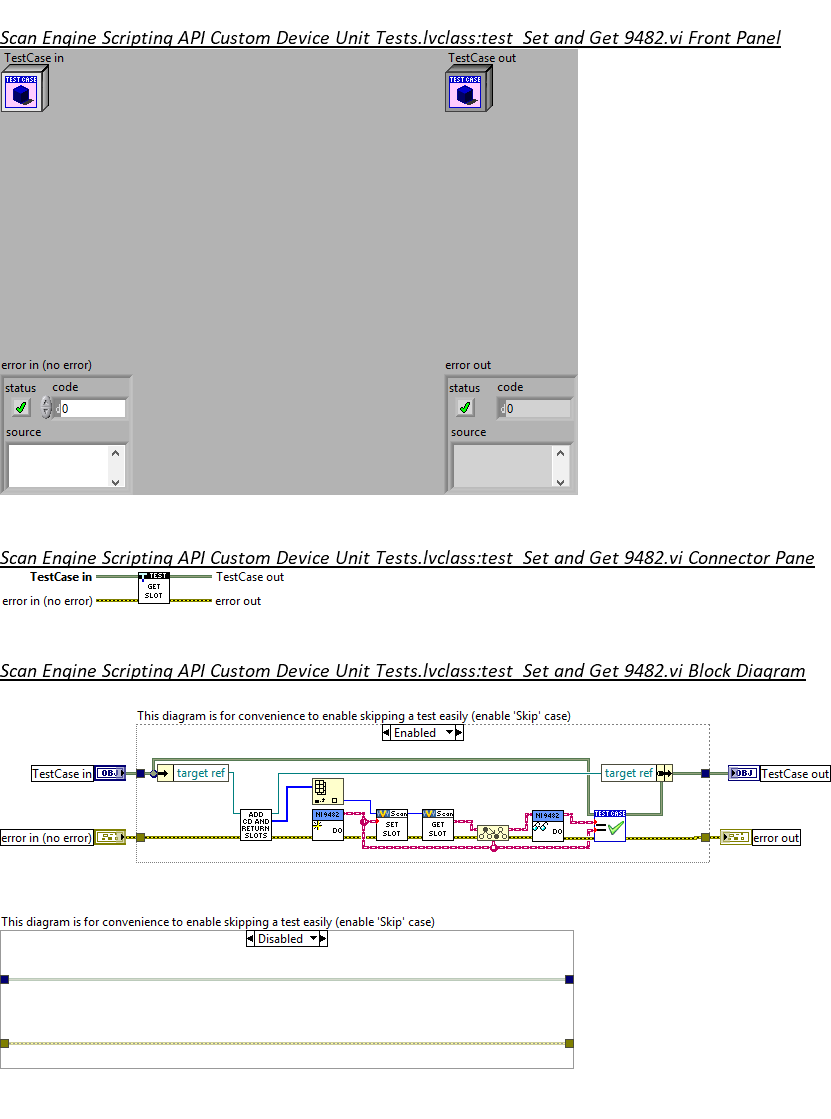 Scan Engine Scripting API Custom Device Unit Tests.lvclass:test  Set and Get 9482.vi Front Panel
TestCase in
TestCase out
TEST CASE
TEST CASE
error in (no error)
error out
status
code
status
code
d0
d0
source
source
Scan Engine Scripting API Custom Device Unit Tests.lvclass:test  Set and Get 9482.vi Connector Pane
TestCase in
TEST
GET
SLOT
TestCase out
error in (no error)
error out
Scan Engine Scripting API Custom Device Unit Tests.lvclass:test  Set and Get 9482.vi Block Diagram
This diagram is for convenience to enable skipping a test easily (enable 'Skip' case)
Enabled
TestCase in
OBJ
target ref
target ref
OBJ
TestCase out
ADD
CD AND
RETURN
SLOTS
NI 9482
DO
Scan
SET
SLOT
Scan
GET
SLOT
NI 9482
DO
TEST CASE
error in (no error)
error out
This diagram is for convenience to enable skipping a test easily (enable 'Skip' case)
Disabled